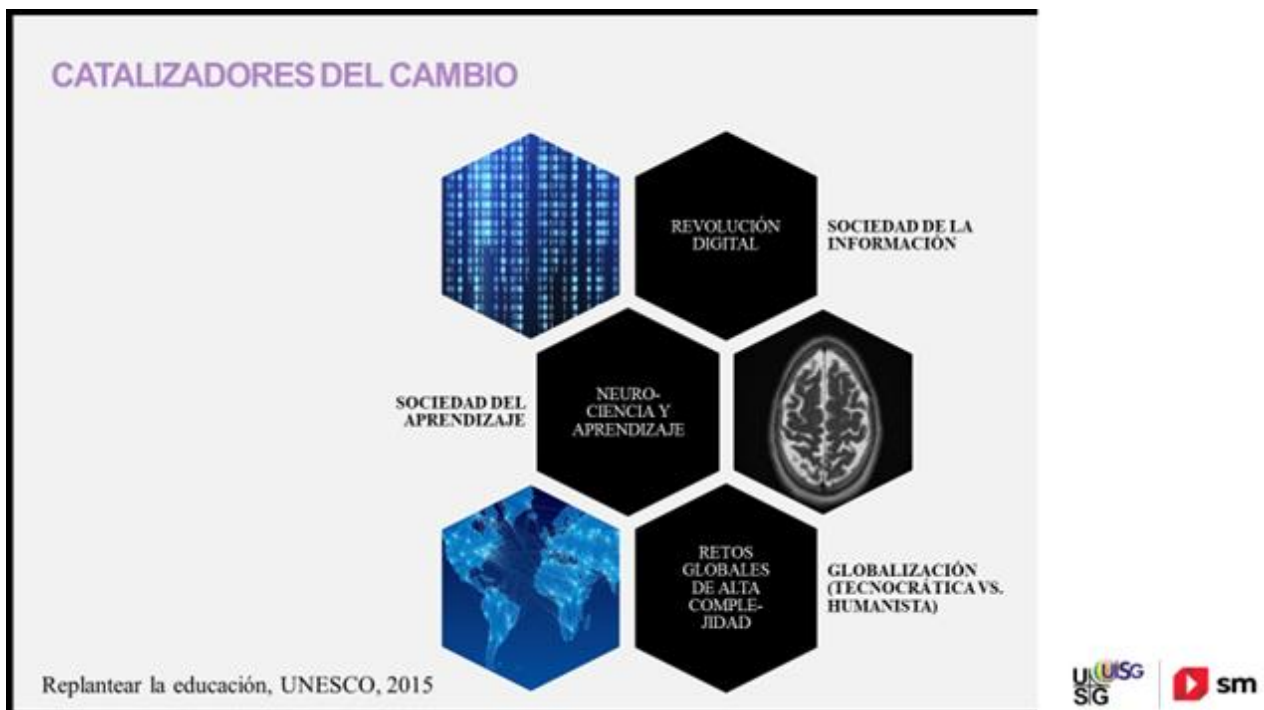 CATALIZADORES DEL CAMBIO
REVOLUCIÓN
DIGITAL
SOCIEDAD DE LA
INFORMACIÓN
SOCIEDAD DEL
APRENDIZAJE
NEURO-
CIENCIA Y
APRENDIZAJE
RETOS
GLOBALES
DE ALTA
COMPLE-
JIDAD
GLOBALIZACIÓN
(TECNOCRÁTICA VS.
HUMANISTA)
Replantear la educación, UNESCO, 2015
U
SG
UISG
sm